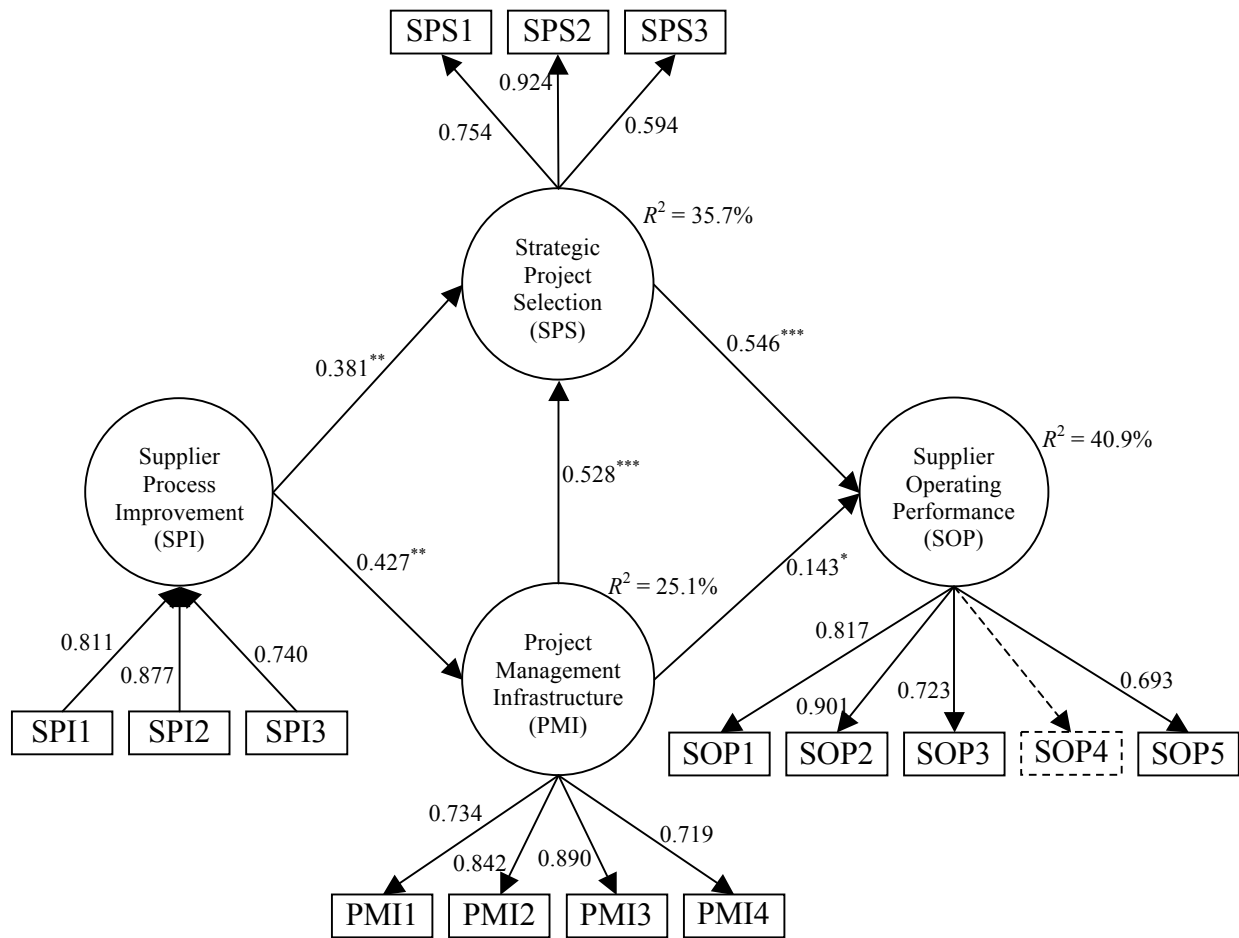 SPS1 SPS2 SPS3
0.924
0.754 0.594
R² = 35.7%
Strategic
Project
Selection
(SPS)
0.381**
0.546***
R² = 40.9%
Supplier
Process
Improvement
(SPI)
0.528***
Supplier
Operating
Performance
(SOP)
0.427**
0.143*
R² = 25.1%
0.811
0.877
0.740
Project
Management
Infrastructure
(PMI)
0.817
0.901
0.723
0.693
SPI1 SPI2 SPI3
SOP1 SOP2 SOP3 SOP4 SOP5
0.734
0.842
0.890
0.719
PMI1 PMI2 PMI3 PMI4